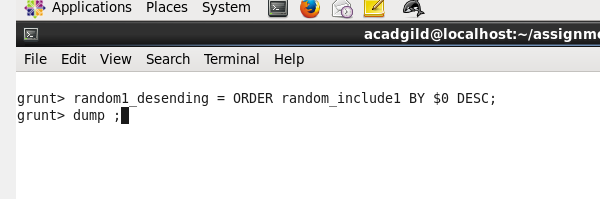 Applications Places System
acadgild@localhost:~/assignme
File Edit View Search Terminal Help
grunt> random1_desending = ORDER random_include1 BY $0 DESC;
grunt> dump ;